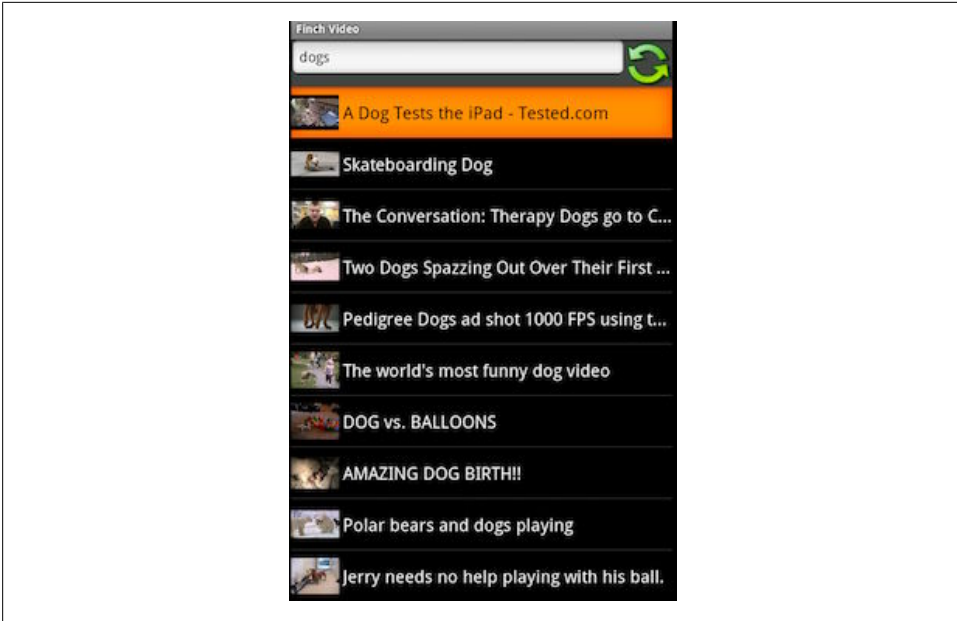 Finch Video
dogs
A Dog Tests the iPad - Tested.com
Skateboarding Dog
The Conversation: Therapy Dogs go to C...
Two Dogs Spazzing Out Over Their First ...
Pedigree Dogs ad shot 1000 FPS using t...
The world's most funny dog video
DOG vs. BALLOONS
AMAZING DOG BIRTH!!
Polar bears and dogs playing
Jerry needs no help playing with his ball.